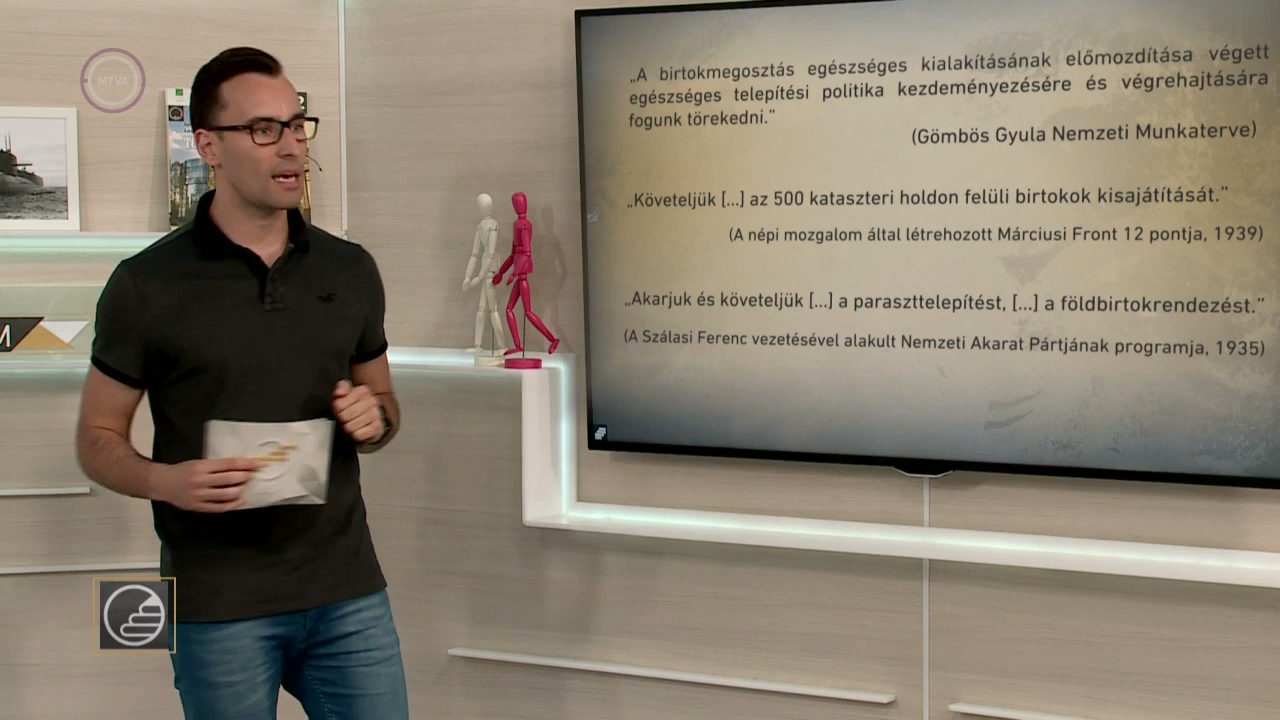 MTVA
„A birtokmegosztás egészséges kialakításának előmozdítása végett
egészséges telepítési politika kezdeményezésére és végrehajtására
fogunk törekedni.”
(Gömbös Gyula Nemzeti Munkaterve)
„Követeljük [...] az 500 kataszteri holdon felüli birtokok kisajátítását.”
(A népi mozgalom által létrehozott Márciusi Front 12 pontja, 1939)
„Akarjuk és követeljük [...] a paraszttelepítést, [...] a földbirtokrendezést.”
(A Szálasi Ferenc vezetésével alakult Nemzeti Akarat Pártjának programja, 1935)
M